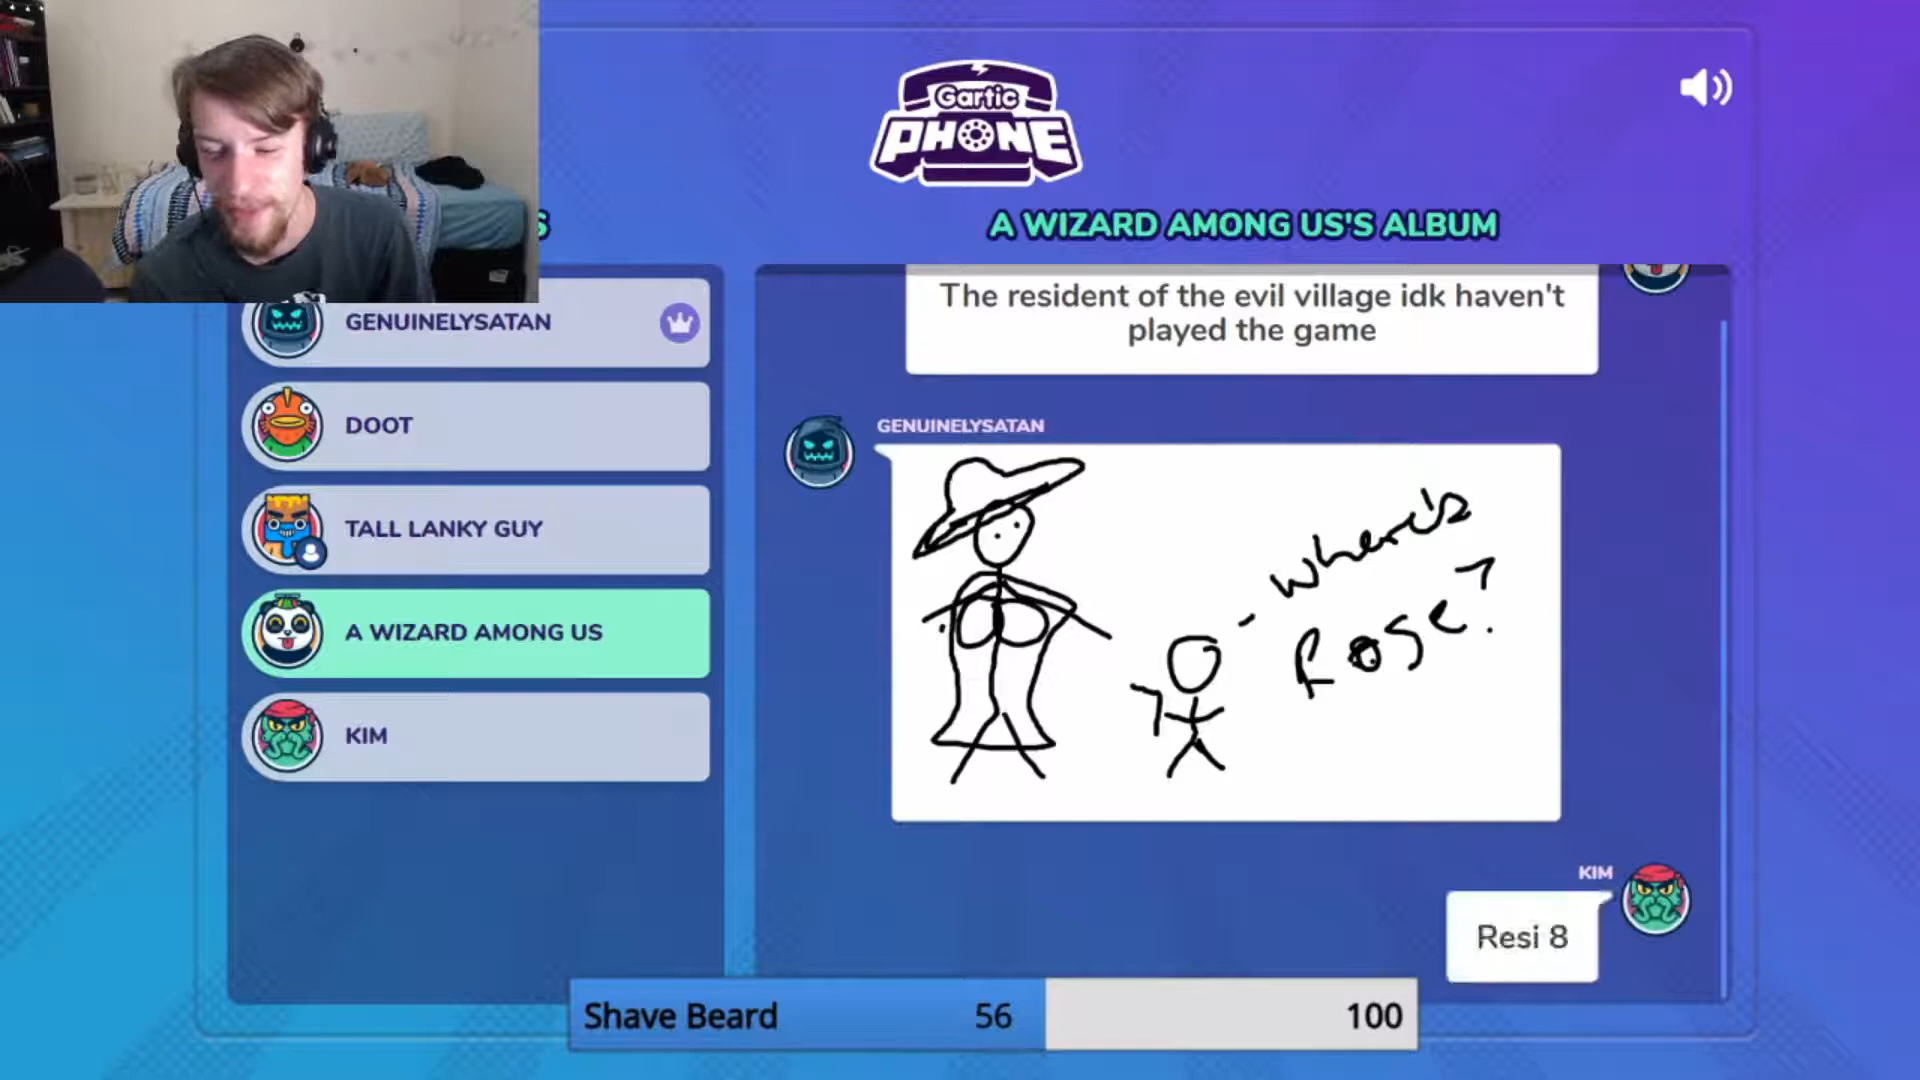 Gartic
PHONE
S
A WIZARD AMONG US'S ALBUM
GENUINELYSATAN
DOOT
TALL LANKY GUY
A WIZARD AMONG US
KIM
The resident of the evil village idk haven't
played the game
GENUINELYSATAN
where's
Rose?
KIM
Resi 8
Shave Beard 56 100